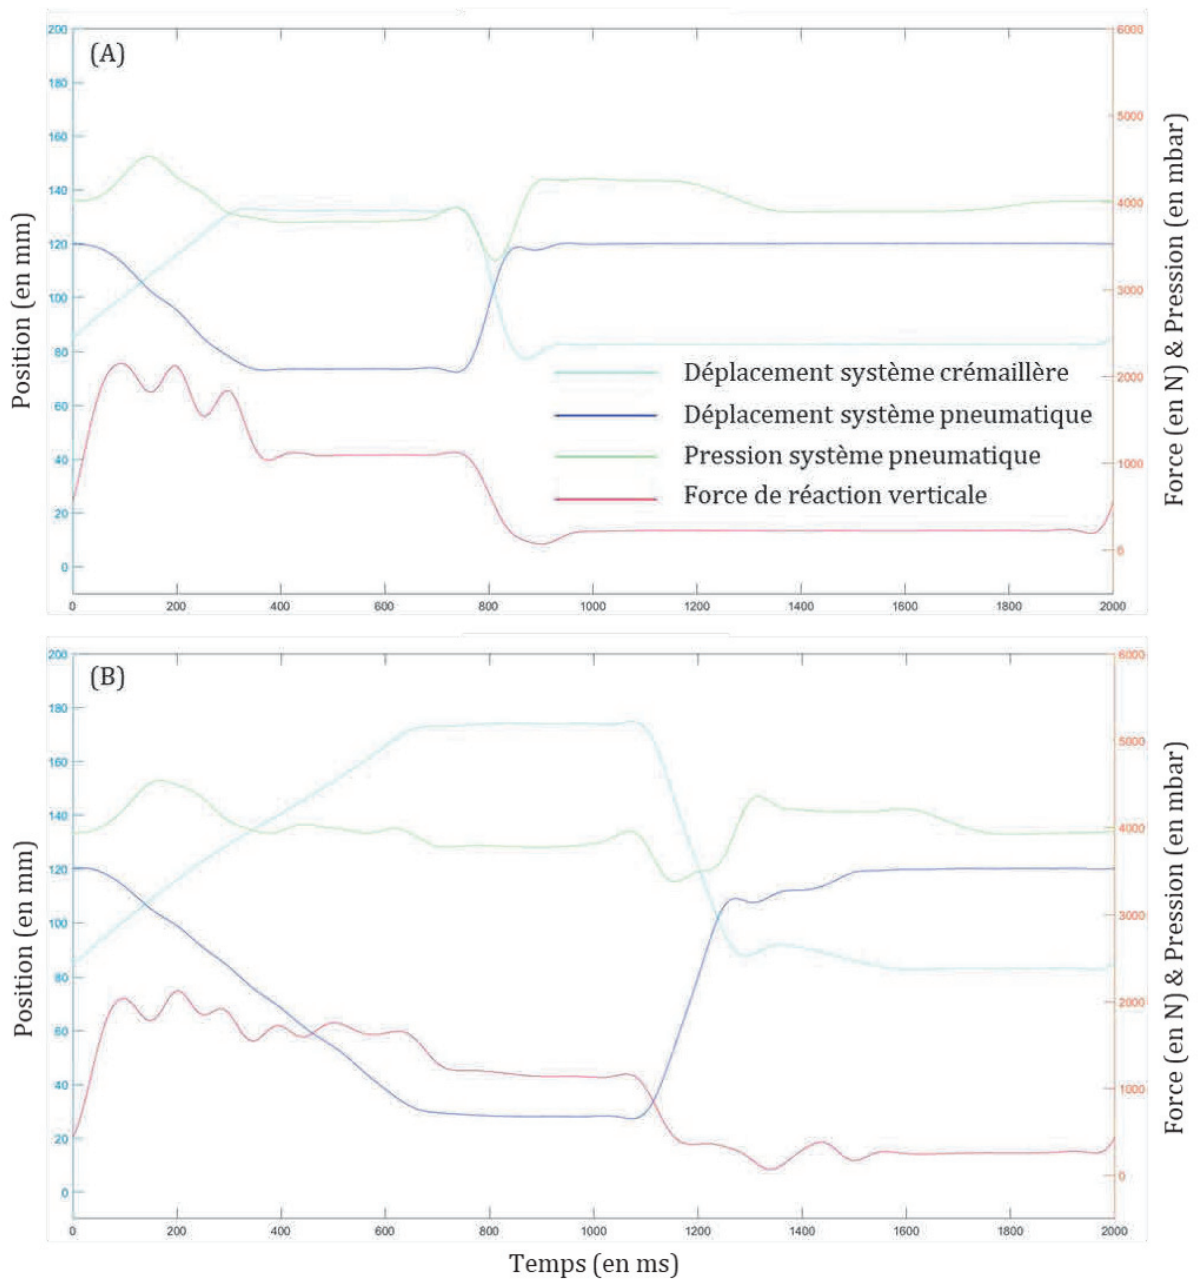 (A)
200
180
160
140
120
100
80
60
40
20
0
Position (en mm)
6000
5000
4000
3000
2000
1000
0
Force (en N) & Pression (en mbar)
Déplacement système crémaillère
Déplacement système pneumatique
Pression système pneumatique
Force de réaction verticale
0 200 400 600 800 1000 1200 1400 1600 1800 2000
(B)
200
180
160
140
120
100
80
60
40
20
0
Position (en mm)
6000
5000
4000
3000
2000
1000
0
Force (en N) & Pression (en mbar)
0 200 400 600 800 1000 1200 1400 1600 1800 2000
Temps (en ms)